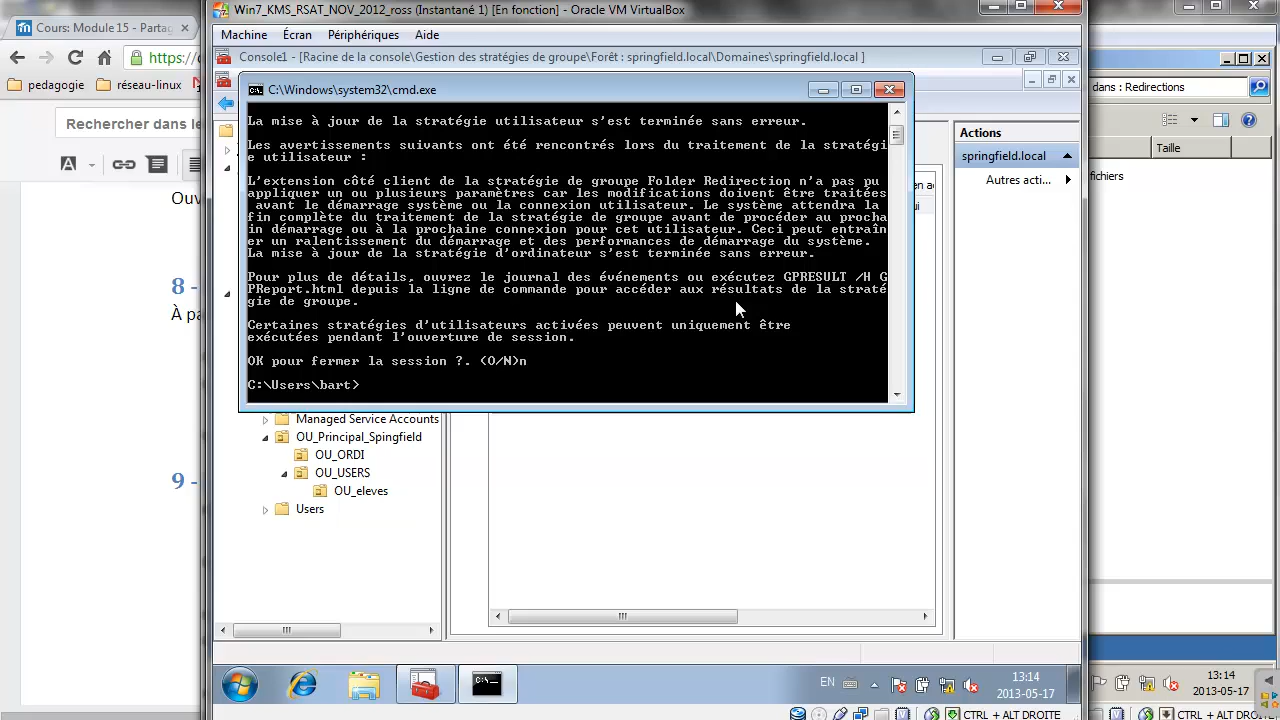 Win7_KMS_RSAT_NOV_2012_ross (Instantané 1) [En fonction] - Oracle VM VirtualBox
Cours: Module 15 - Partag
Machine Écran Périphériques Aide
https://
Console1 - [Racine de la console\Gestion des stratégies de groupe\Forêt : springfield.local\Domaines\springfield.local ]
pedagogie
réseau-linux
dans : Redirections
C:\Windows\system32\cmd.exe
Rechercher dans le
La mise à jour de la stratégie utilisateur s'est terminée sans erreur.
Les avertissements suivants ont été rencontrés lors du traitement de la stratégi
e utilisateur :
L'extension côté client de la stratégie de groupe Folder Redirection n'a pas pu
appliquer un ou plusieurs paramètres car les modifications doivent être traitées
avant le démarrage système ou la connexion utilisateur. Le système attendra la
fin complète du traitement de la stratégie de groupe avant de procéder au procha
in démarrage ou à la prochaine connexion pour cet utilisateur. Ceci peut entraîn
er un ralentissement du démarrage et des performances de démarrage du système.
La mise à jour de la stratégie d'ordinateur s'est terminée sans erreur.
Pour plus de détails, ouvrez le journal des événements ou exécutez GPRESULT /H G
PReport.html depuis la ligne de commande pour accéder aux résultats de la straté
gie de groupe.
Certaines stratégies d'utilisateurs activées peuvent uniquement être
exécutées pendant l'ouverture de session.
OK pour fermer la session ?. (O/N)n
C:\Users\bart>
Actions
springfield.local
Autres acti...
Taille
fichiers
Ouv
8 -
À pa
9 -
Managed Service Accounts
OU_Principal_Spingfield
OU_ORDI
OU_USERS
OU_eleves
Users
EN
13:14
2013-05-17
13:14
2013-05-17
CTRL + ALT DROITE
CTRL + ALT DROITE